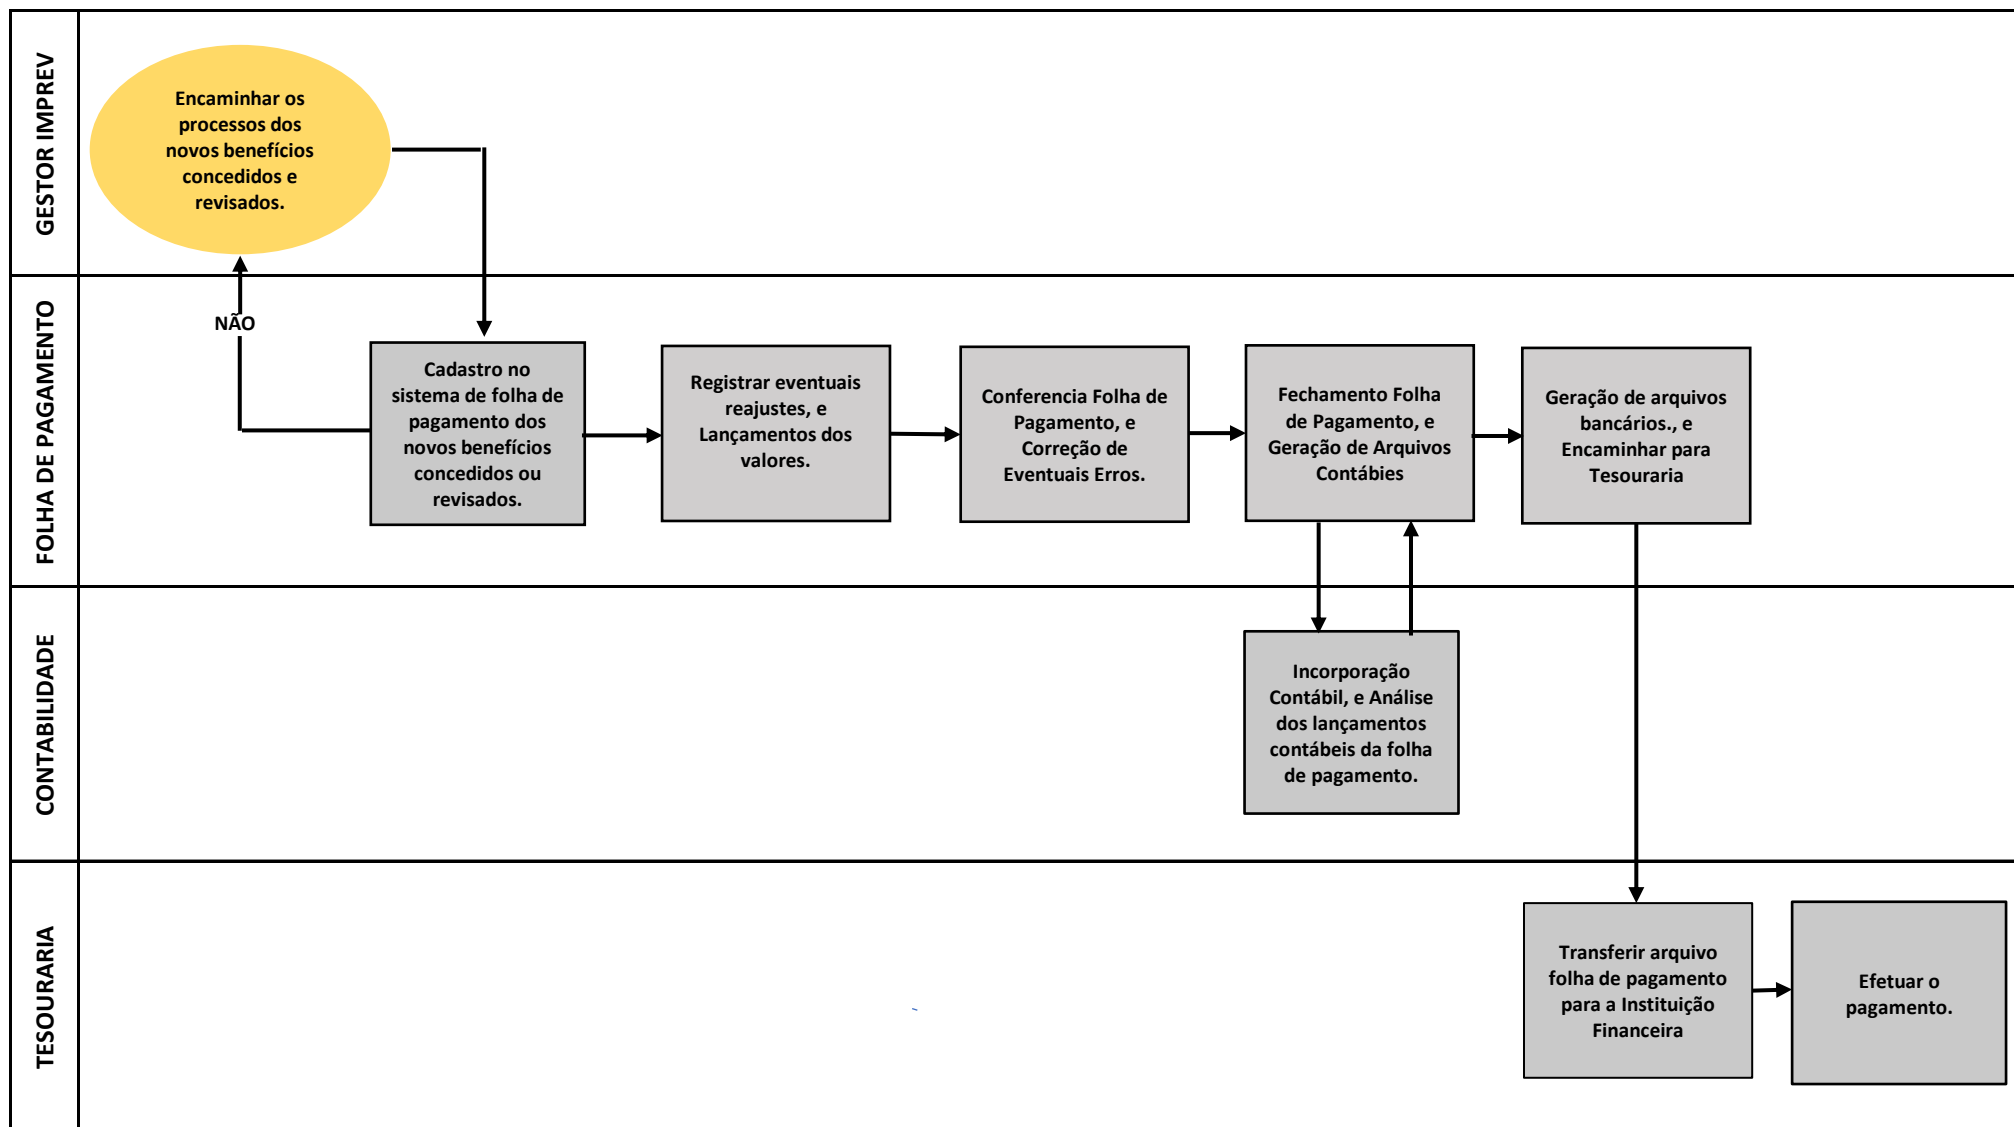 GESTOR IMPREV
Encaminhar os
processos dos
novos benefícios
concedidos e
revisados.
FOLHA DE PAGAMENTO
NÃO
Cadastro no
sistema de folha de
pagamento dos
novos benefícios
concedidos ou
revisados.
Registrar eventuais
reajustes, e
Lançamentos dos
valores.
Conferencia Folha de
Pagamento, e
Correção de
Eventuais Erros.
Fechamento Folha
de Pagamento, e
Geração de Arquivos
Contábies
Geração de arquivos
bancários., e
Encaminhar para
Tesouraria
CONTABILIDADE
Incorporação
Contábil, e Análise
dos lançamentos
contábeis da folha
de pagamento.
TESOURARIA
Transferir arquivo
folha de pagamento
para a Instituição
Financeira
Efetuar o
pagamento.